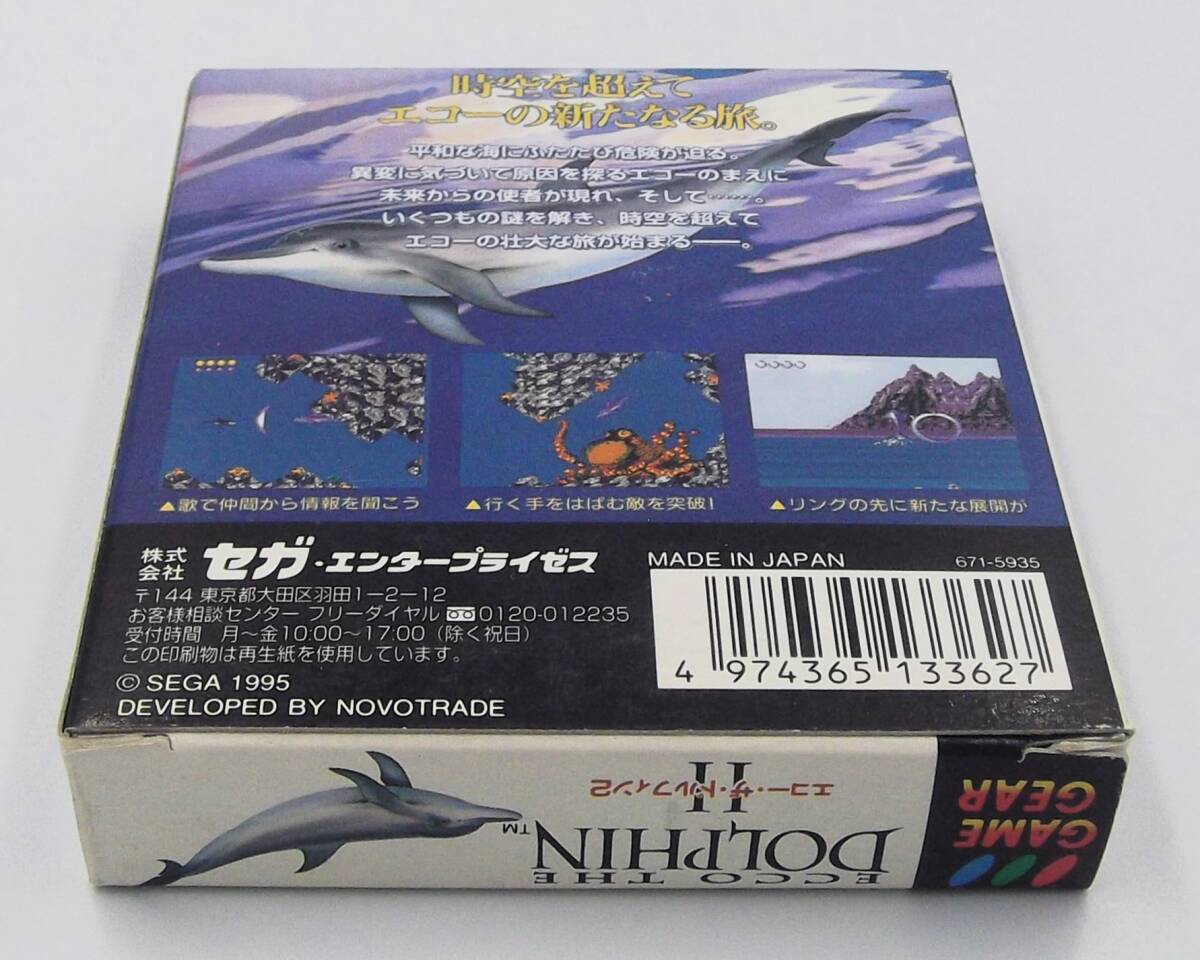 時空を超えて
エコーの新たなる旅。
平和な海にふたたび危険が迫る。
異変に気づいて原因を探るエコーのまえに
未来からの使者が現れ、そして……。
いくつもの謎を解き、時空を超えて
エコーの壮大な旅が始まる——。
▲歌で仲間から情報を聞こう
▲行く手をはばむ敵を突破!
▲リングの先に新たな展開が
株式会社 セガ・エンタープライゼス
〒144 東京都大田区羽田1-2-12
お客様相談センター フリーダイヤル 0120-012235
受付時間 月〜金10:00〜17:00（除く祝日）
この印刷物は再生紙を使用しています。
© SEGA 1995
DEVELOPED BY NOVOTRADE
MADE IN JAPAN
671-5935
4 974365 133627
ECCO THE
DOLPHIN™
II
エコー・ザ・ドルフィン2
GAME
GEAR